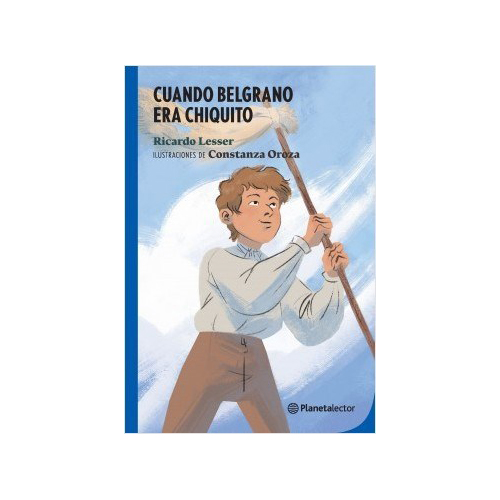 CUANDO BELGRANO
ERA CHIQUITO
Ricardo Lesser
ILUSTRACIONES DE Constanza Oroza
Planetalector